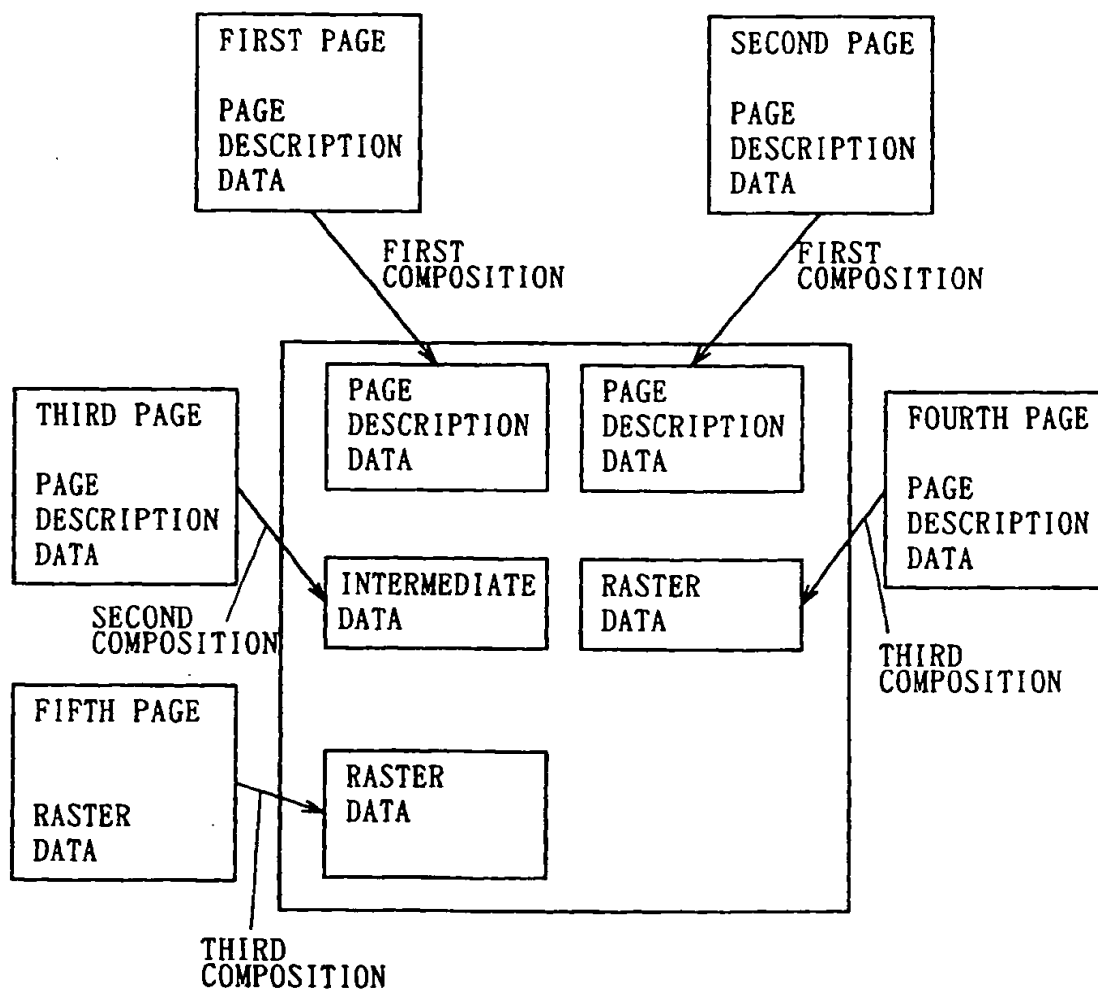 FIRST PAGE
PAGE
DESCRIPTION
DATA
SECOND PAGE
PAGE
DESCRIPTION
DATA
FIRST
COMPOSITION
FIRST
COMPOSITION
PAGE
DESCRIPTION
DATA
PAGE
DESCRIPTION
DATA
THIRD PAGE
PAGE
DESCRIPTION
DATA
FOURTH PAGE
PAGE
DESCRIPTION
DATA
INTERMEDIATE
DATA
RASTER
DATA
SECOND
COMPOSITION
THIRD
COMPOSITION
FIFTH PAGE
RASTER
DATA
RASTER
DATA
THIRD
COMPOSITION